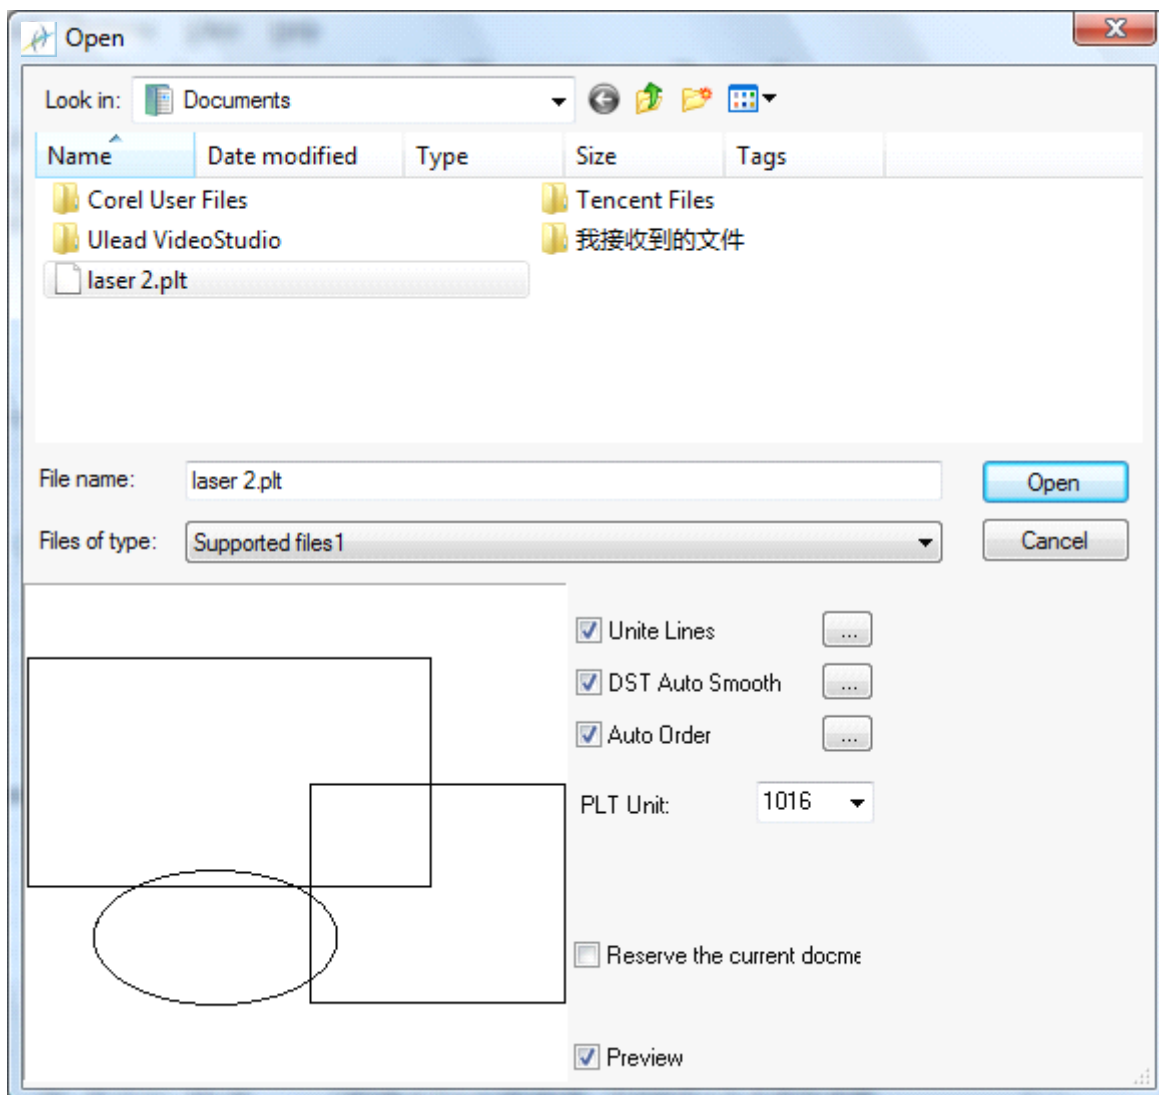 Open
Look in: Documents
Name Date modified Type Size Tags
Corel User Files Tencent Files
Ulead VideoStudio 我接收到的文件
laser 2.plt
File name: laser 2.plt Open
Files of type: Supported files1 Cancel
Unite Lines ...
DST Auto Smooth ...
Auto Order ...
PLT Unit: 1016
Reserve the current docme
Preview